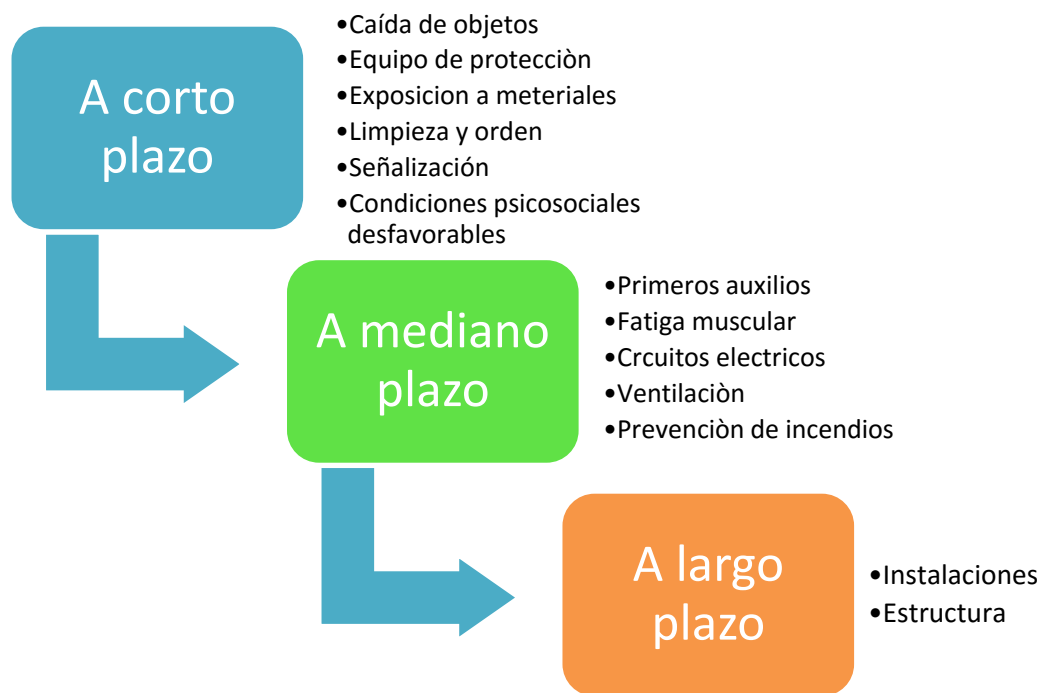 A corto
plazo
•Caída de objetos
•Equipo de protecciòn
•Exposicion a meteriales
•Limpieza y orden
•Señalización
•Condiciones psicosociales
desfavorables
A mediano
plazo
•Primeros auxilios
•Fatiga muscular
•Crcuitos electricos
•Ventilaciòn
•Prevenciòn de incendios
A largo
plazo
•Instalaciones
•Estructura